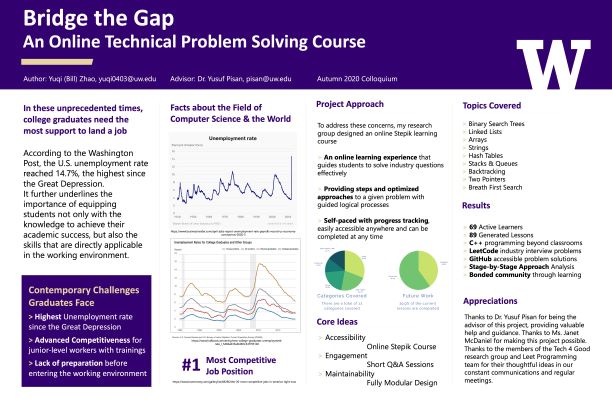 Bridge the Gap
An Online Technical Problem Solving Course
Author: Yuqi (Bill) Zhao, yuqi0403@uw.edu Advisor: Dr. Yusuf Pisan, pisan@uw.edu Autumn 2020 Colloquium
W
In these unprecedented times,
college graduates need the
most support to land a job
According to the Washington
Post, the U.S. unemployment rate
reached 14.7%, the highest since
the Great Depression.
It further underlines the
importance of equipping
students not only with the
knowledge to achieve their
academic success, but also the
skills that are directly applicable
in the working environment.
Contemporary Challenges
Graduates Face
> Highest Unemployment rate
since the Great Depression
> Advanced Competitiveness for
junior-level workers with trainings
> Lack of preparation before
entering the working environment
Facts about the Field of
Computer Science & the World
Unemployment rate
#1 Most Competitive
Job Position
Project Approach
To address these concerns, my research
group designed an online Stepik learning
course
> An online learning experience that
guides students to solve industry questions
effectively
> Providing steps and optimized
approaches to a given problem with
guided logical processes
> Self-paced with progress tracking,
easily accessible anywhere and can be
completed at any time
Categories Covered
Future Work
Core Ideas
> Accessibility
Online Stepik Course
> Engagement
Short Q&A Sessions
> Maintainability
Fully Modular Design
Topics Covered
> Binary Search Trees
> Linked Lists
> Arrays
> Strings
> Hash Tables
> Stacks & Queues
> Backtracking
> Two Pointers
> Breath First Search
Results
> 69 Active Learners
> 89 Generated Lessons
> C++ programming beyond classrooms
> LeetCode industry interview problems
> GitHub accessible problem solutions
> Stage-by-Stage Approach Analysis
> Bonded community through learning
Appreciations
Thanks to Dr. Yusuf Pisan for being
the advisor of this project, providing valuable
help and guidance. Thanks to Ms. Janet
McDaniel for making this project possible.
Thanks to the members of the Tech 4 Good
research group and Leet Programming
team for their thoughtful ideas in our
constant communications and regular
meetings.